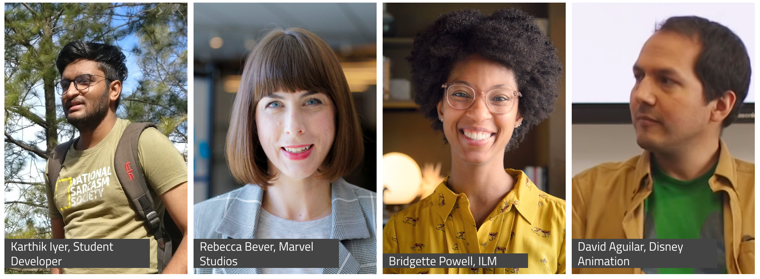 NATIONAL
SARCASM
SOCIETY
Karthik Iyer, Student
Developer
Rebecca Bever, Marvel
Studios
Bridgette Powell, ILM
David Aguilar, Disney
Animation